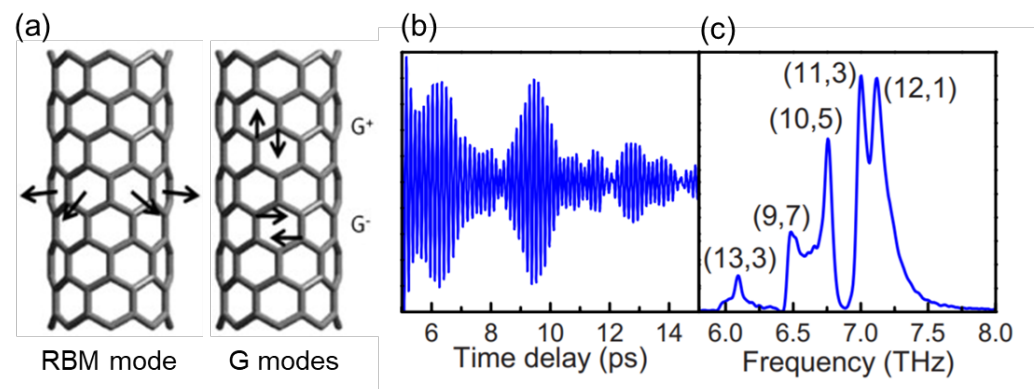 (a)
G⁺
G⁻
RBM mode
G modes
(b)
6 8 10 12 14
Time delay (ps)
(c)
(11,3)
(12,1)
(10,5)
(9,7)
(13,3)
6.0 6.5 7.0 7.5 8.0
Frequency (THz)